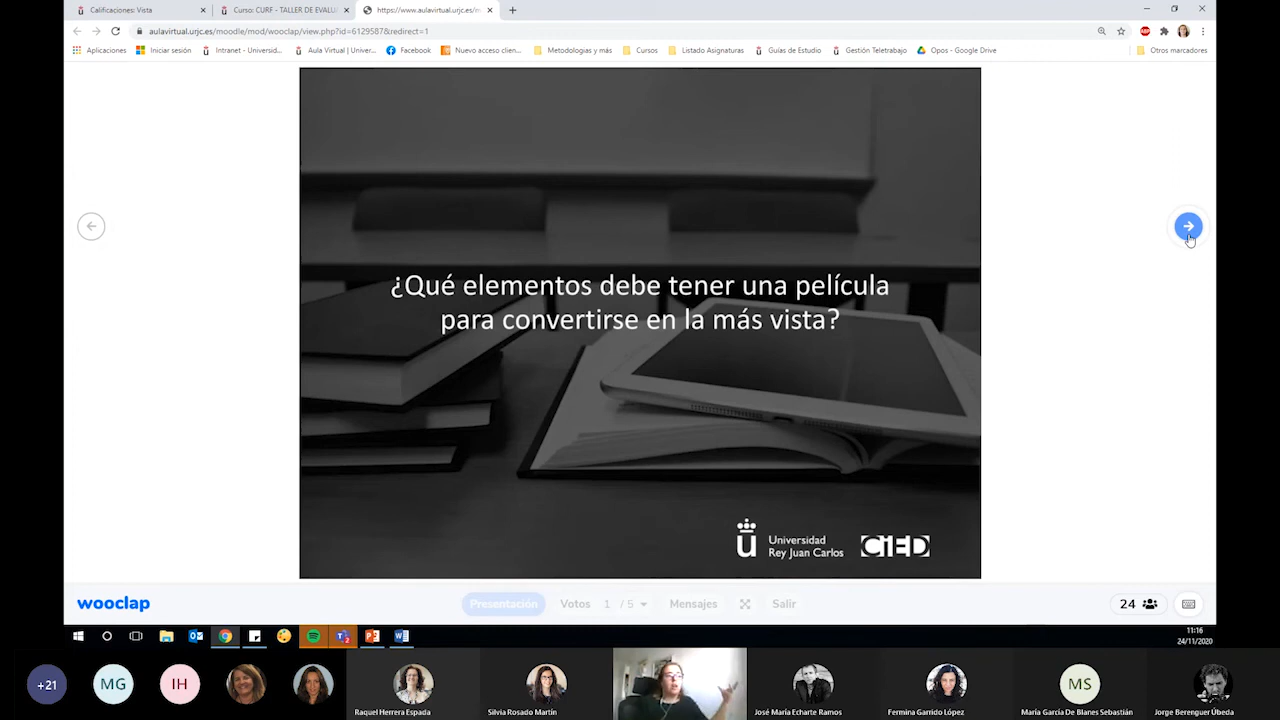 Calificaciones: Vista
Curso: CURF - TALLER DE EVALU
https://www.aulavirtual.urjc.es/m
aulavirtual.urjc.es/moodle/mod/wooclap/view.php?id=6129587&redirect=1
Aplicaciones
Iniciar sesión
Intranet - Universid...
Aula Virtual | Univer...
Facebook
Nuevo acceso clien...
Metodologias y más
Cursos
Listado Asignaturas
Guías de Estudio
Gestión Teletrabajo
Opos - Google Drive
Otros marcadores
¿Qué elementos debe tener una película
para convertirse en la más vista?
Universidad
Rey Juan Carlos
CiED
wooclap
Presentación
Votos
1 / 5
Mensajes
Salir
24
11:16
24/11/2020
+21
MG
IH
MS
Raquel Herrera Espada
Silvia Rosado Martín
José María Echarte Ramos
Fermina Garrido López
María García De Blanes Sebastián
Jorge Berenguer Úbeda